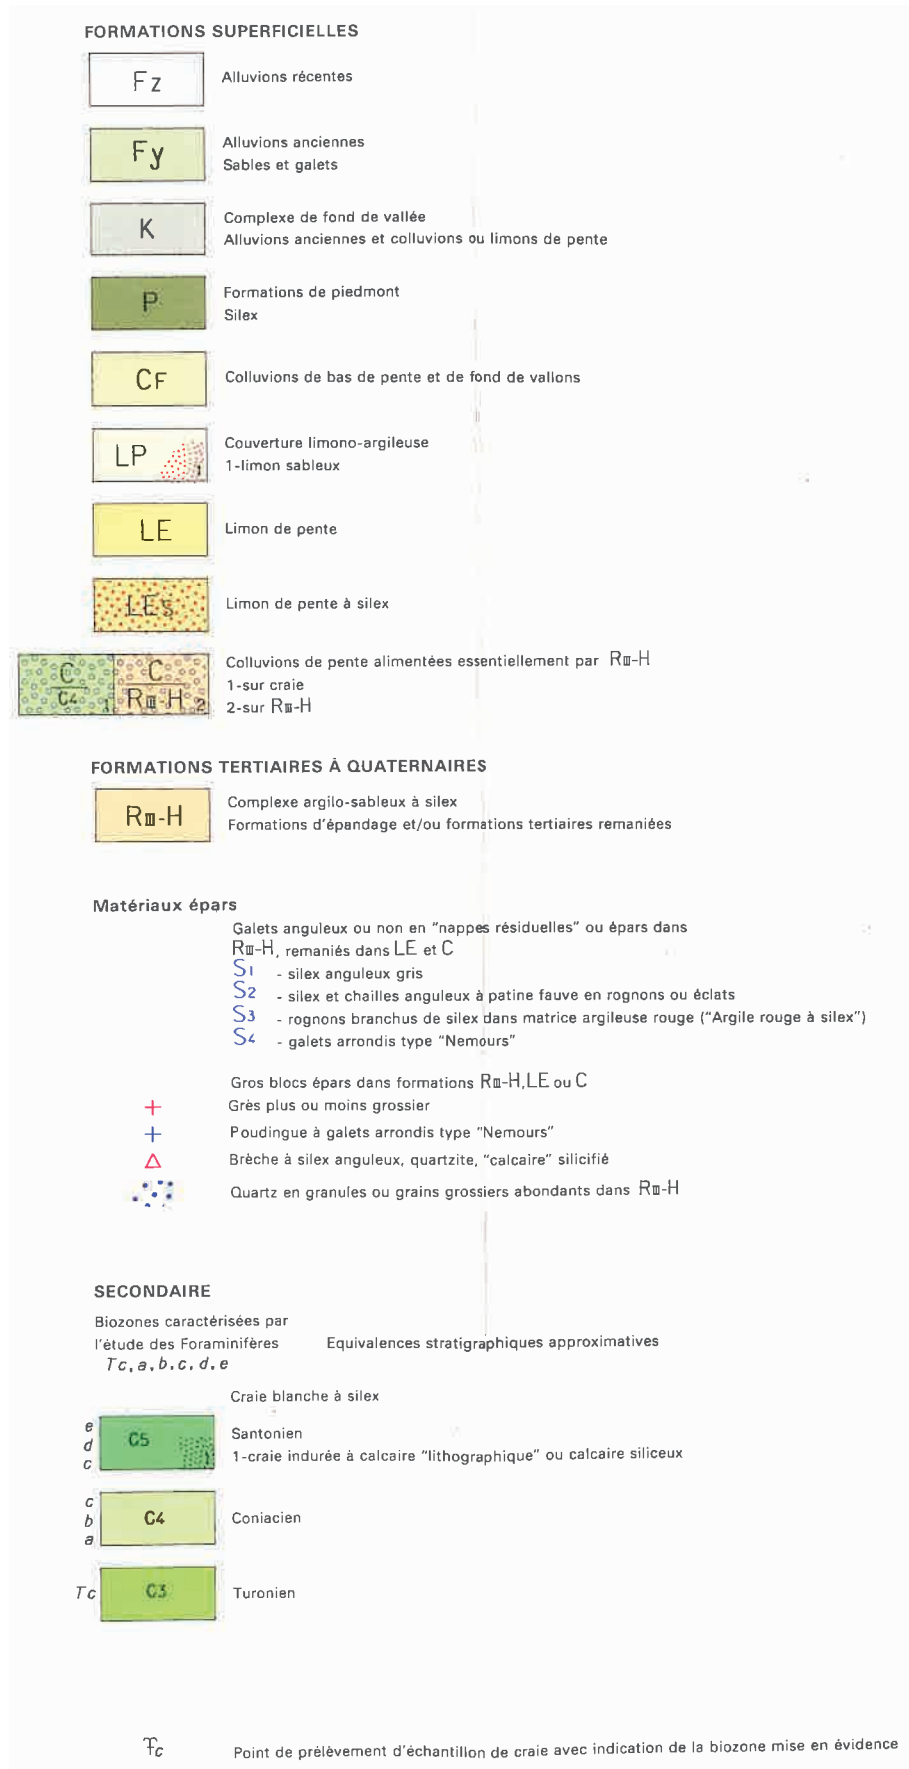 FORMATIONS SUPERFICIELLES
Fz Alluvions récentes
Fy Alluvions anciennes
Sables et galets
K Complexe de fond de vallée
Alluvions anciennes et colluvions ou limons de pente
P Formations de piedmont
Silex
CF Colluvions de bas de pente et de fond de vallons
LP 1 Couverture limono-argileuse
1-limon sableux
LE Limon de pente
LEs Limon de pente à silex
C/C4 1 C/RIII-H 2 Colluvions de pente alimentées essentiellement par RIII-H
1-sur craie
2-sur RIII-H
FORMATIONS TERTIAIRES À QUATERNAIRES
RIII-H Complexe argilo-sableux à silex
Formations d'épandage et/ou formations tertiaires remaniées
Matériaux épars
Galets anguleux ou non en "nappes résiduelles" ou épars dans
RIII-H, remaniés dans LE et C
S1 - silex anguleux gris
S2 - silex et chailles anguleux à patine fauve en rognons ou éclats
S3 - rognons branchus de silex dans matrice argileuse rouge ("Argile rouge à silex")
S4 - galets arrondis type "Nemours"
Gros blocs épars dans formations RIII-H, LE ou C
+ Grès plus ou moins grossier
+ Poudingue à galets arrondis type "Nemours"
△ Brèche à silex anguleux, quartzite, "calcaire" silicifié
Quartz en granules ou grains grossiers abondants dans RIII-H
SECONDAIRE
Biozones caractérisées par
l'étude des Foraminifères Equivalences stratigraphiques approximatives
Tc, a, b, c, d, e
Craie blanche à silex
e
d C5 Santonien
c 1 1-craie indurée à calcaire "lithographique" ou calcaire siliceux
c
b C4 Coniacien
a
Tc C3 Turonien
Tc Point de prélèvement d'échantillon de craie avec indication de la biozone mise en évidence